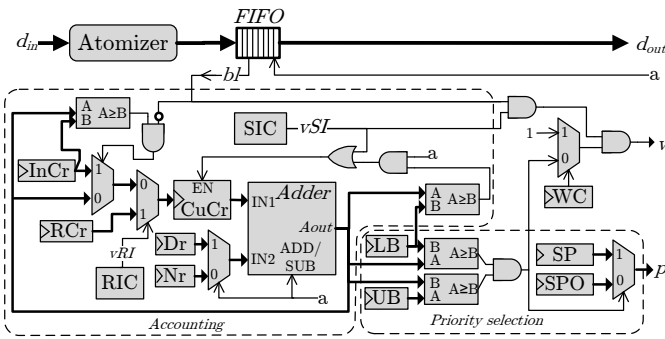 FIFO
d_in
Atomizer
d_out
bl
a
A
B
A≥B
SIC
vSI
1
1
0
v
a
InCr
1
0
0
1
EN
CuCr
IN1
Adder
Aout
A
B
A≥B
WC
RCr
vRI
RIC
Dr
Nr
1
0
IN2
ADD/
SUB
a
LB
B
A
A≥B
UB
B
A
A≥B
SP
SPO
1
0
p
Accounting
Priority selection